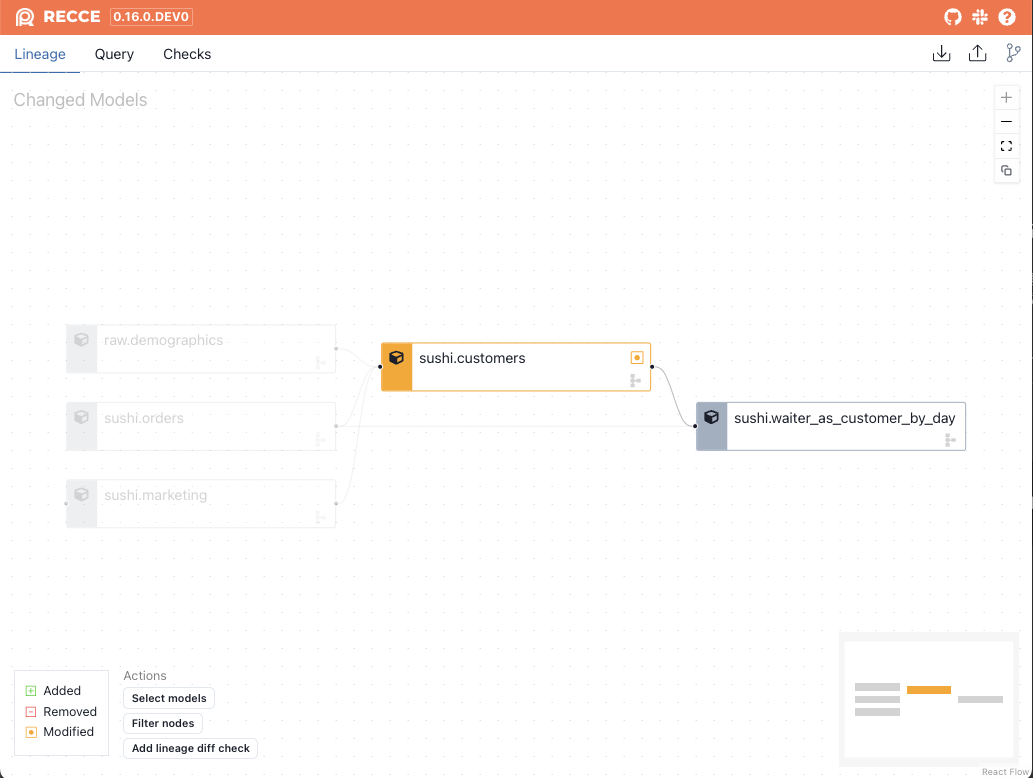 RECCE 0.16.0.DEV0
Lineage Query Checks
Changed Models
raw.demographics
sushi.customers
sushi.orders
sushi.waiter_as_customer_by_day
sushi.marketing
Added
Removed
Modified
Actions
Select models
Filter nodes
Add lineage diff check
React Flow